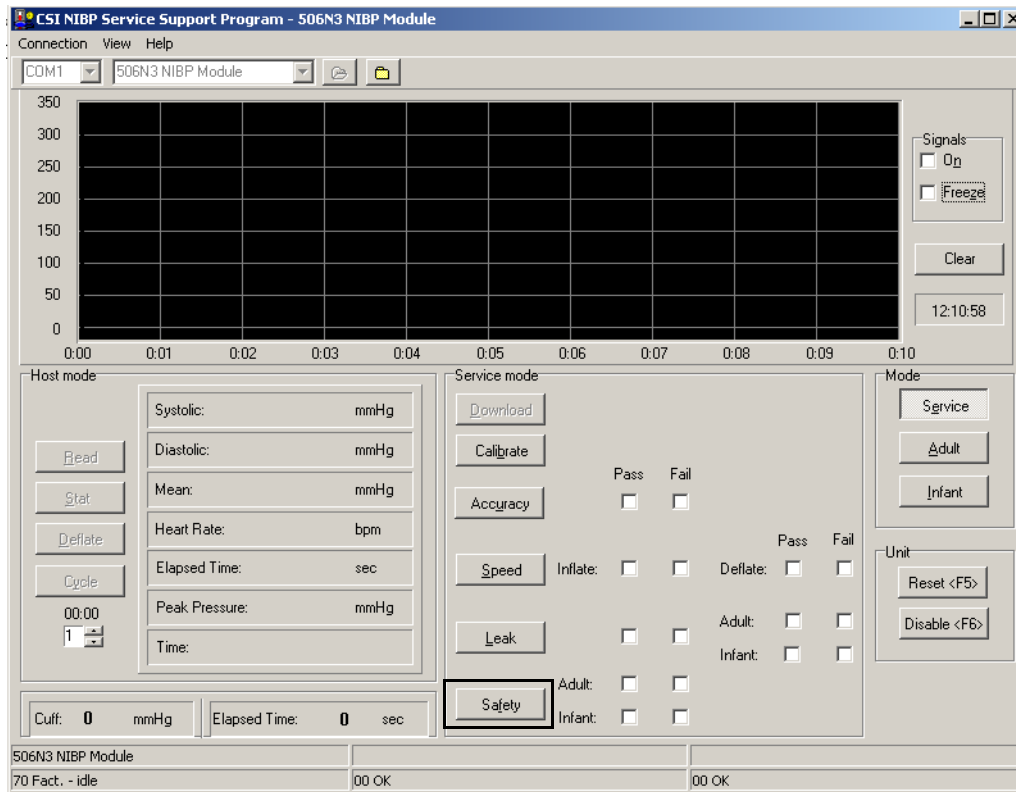 CSI NIBP Service Support Program - 506N3 NIBP Module
Connection View Help
COM1 506N3 NIBP Module
350
300
250
200
150
100
50
0
0:00 0:01 0:02 0:03 0:04 0:05 0:06 0:07 0:08 0:09 0:10
Signals
On
Freeze
Clear
12:10:58
Host mode
Read
Stat
Deflate
Cycle
00:00
1
Systolic: mmHg
Diastolic: mmHg
Mean: mmHg
Heart Rate: bpm
Elapsed Time: sec
Peak Pressure: mmHg
Time:
Cuff: 0 mmHg Elapsed Time: 0 sec
Service mode
Download
Calibrate
Pass Fail
Accuracy
Pass Fail
Speed Inflate: Deflate:
Leak Adult:
Infant:
Safety Adult:
Infant:
Mode
Service
Adult
Infant
Unit
Reset <F5>
Disable <F6>
506N3 NIBP Module
70 Fact. - idle 00 OK 00 OK